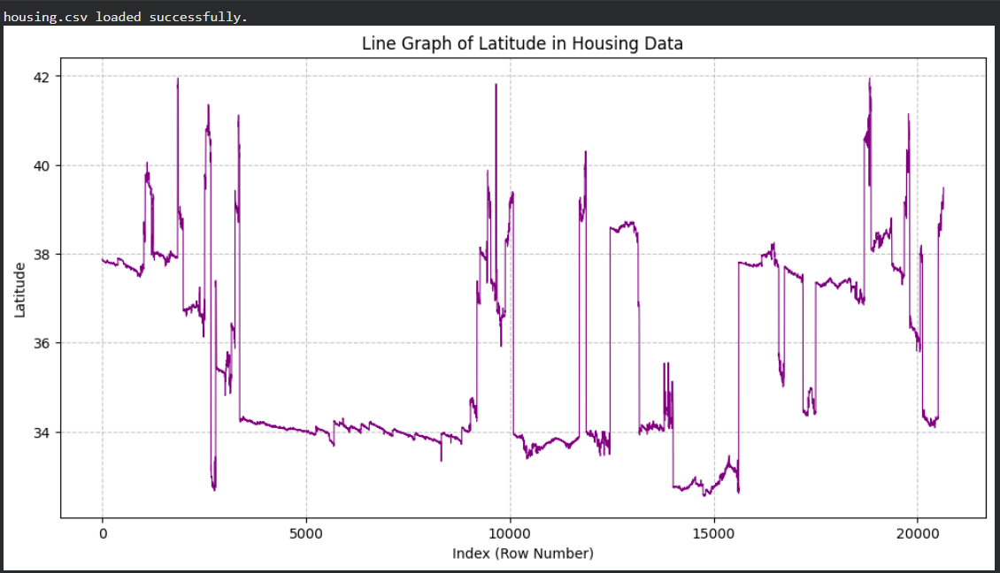 housing.csv loaded successfully.
Line Graph of Latitude in Housing Data
42
40
38
36
34
Latitude
0 5000 10000 15000 20000
Index (Row Number)